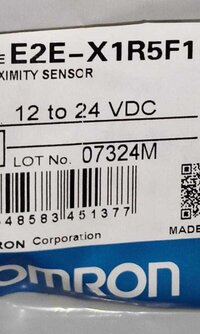 E2E-X1R5F1
XIMITY SENSOR
12 to 24 VDC
LOT No. 07324M
48583 451377
RON Corporation
MADE
OMRON